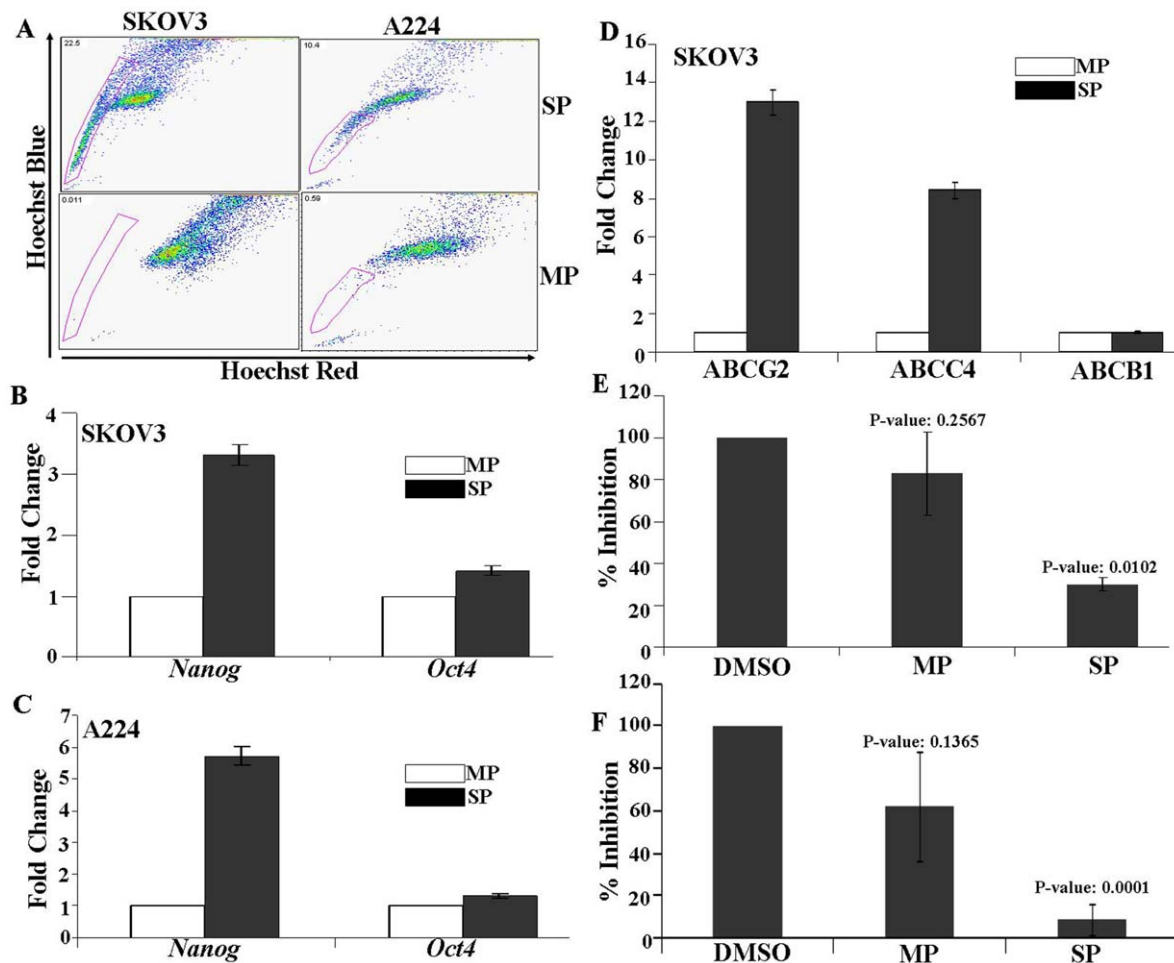 A
SKOV3
A224
22.5
10.4
SP
0.011
0.59
MP
Hoechst Blue
Hoechst Red
B
SKOV3
4
3
2
1
0
Fold Change
MP
SP
Nanog
Oct4
C
A224
7
6
5
4
3
2
1
0
Fold Change
MP
SP
Nanog
Oct4
D
SKOV3
16
14
12
10
8
6
4
2
0
Fold Change
MP
SP
ABCG2
ABCC4
ABCB1
E
120
100
80
60
40
20
0
% Inhibition
P-value: 0.2567
P-value: 0.0102
DMSO
MP
SP
F
120
100
80
60
40
20
0
% Inhibition
P-value: 0.1365
P-value: 0.0001
DMSO
MP
SP